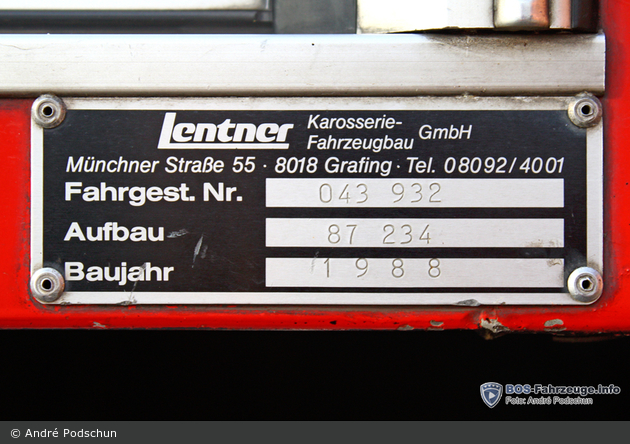 Lentner Karosserie-Fahrzeugbau GmbH
Münchner Straße 55 · 8018 Grafing · Tel. 08092/4001
Fahrgest. Nr. 043 932
Aufbau 87 234
Baujahr 1988
BOS-Fahrzeuge.info
Foto: André Podschun
© André Podschun